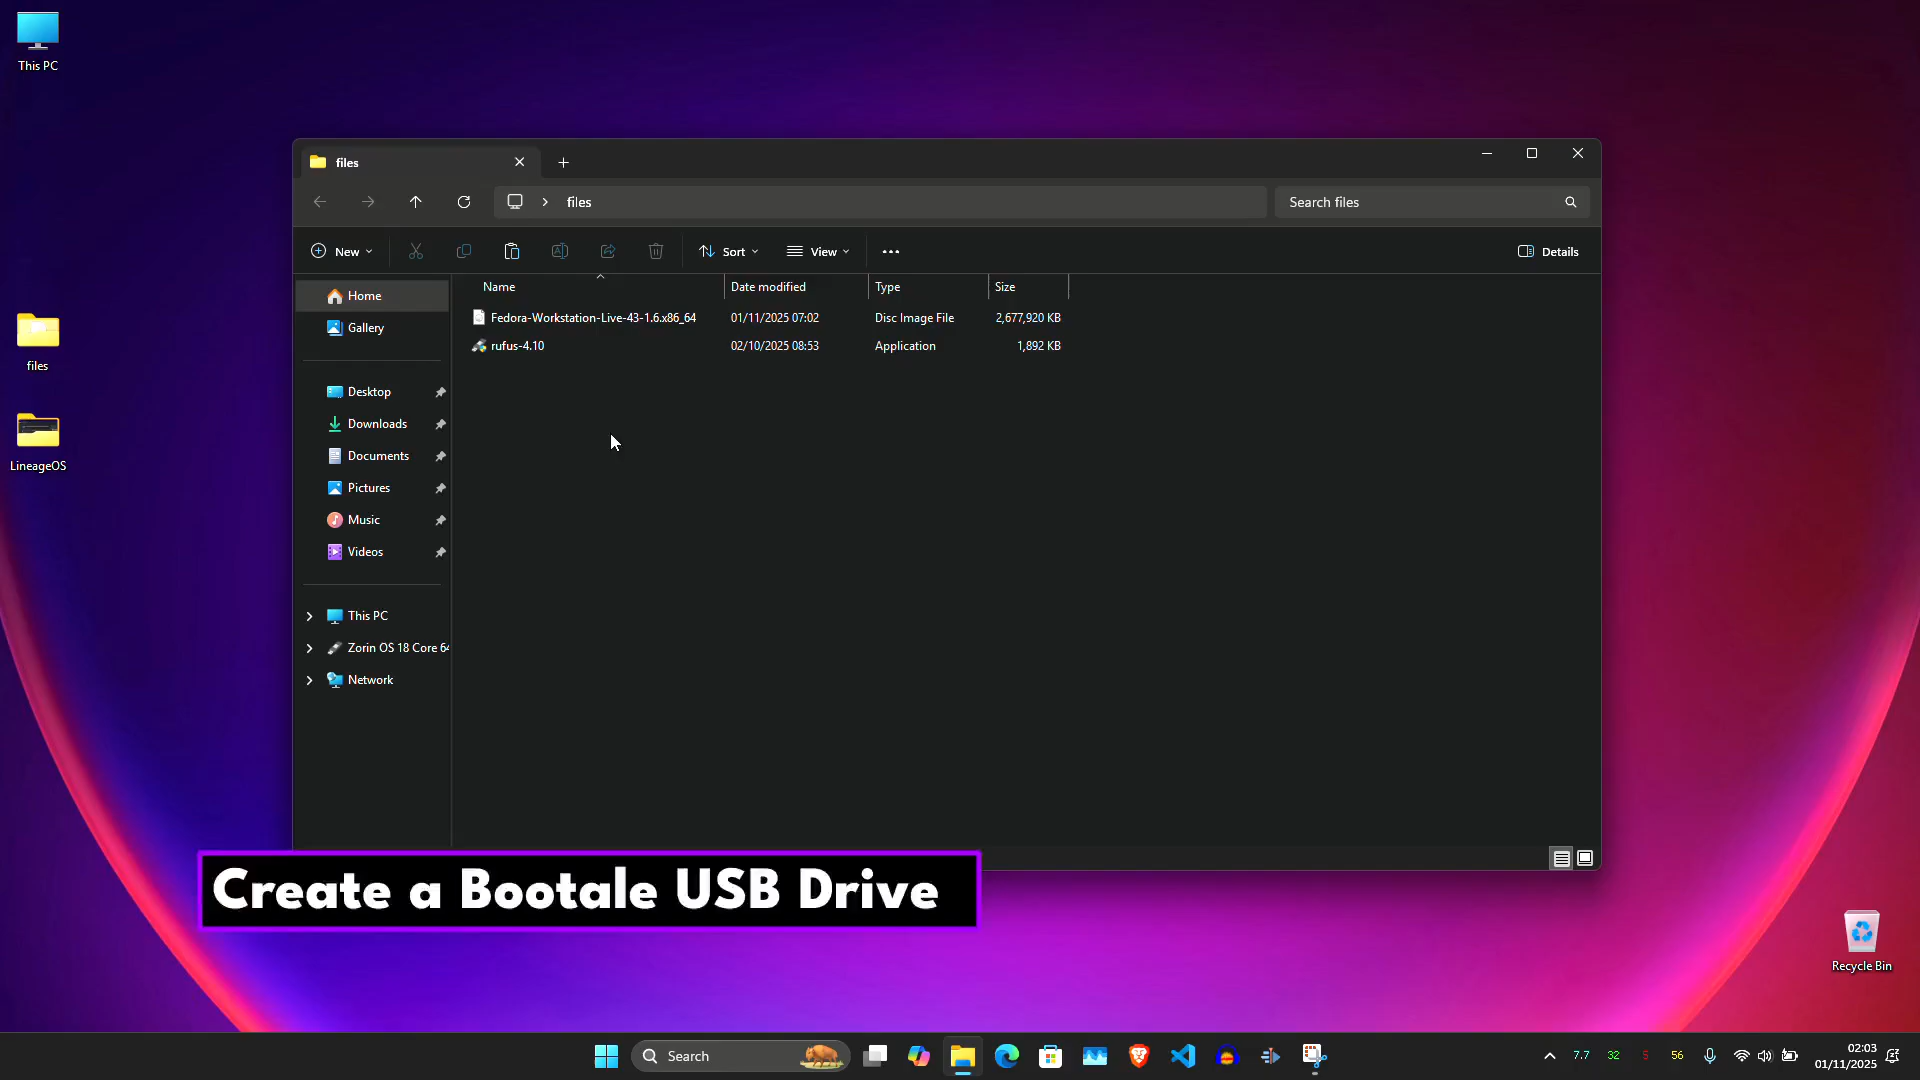 This PC
files
files
Search files
New
Sort
View
Details
Name
Date modified
Type
Size
Home
Fedora-Workstation-Live-43-1.6.x86_64
01/11/2025 07:02
Disc Image File
2,677,920 KB
Gallery
rufus-4.10
02/10/2025 08:53
Application
1,892 KB
files
Desktop
Downloads
Documents
LineageOS
Pictures
Music
Videos
This PC
Zorin OS 18 Core 64
Network
Create a Bootale USB Drive
Recycle Bin
Search
7.7
32
5
56
02:03
01/11/2025